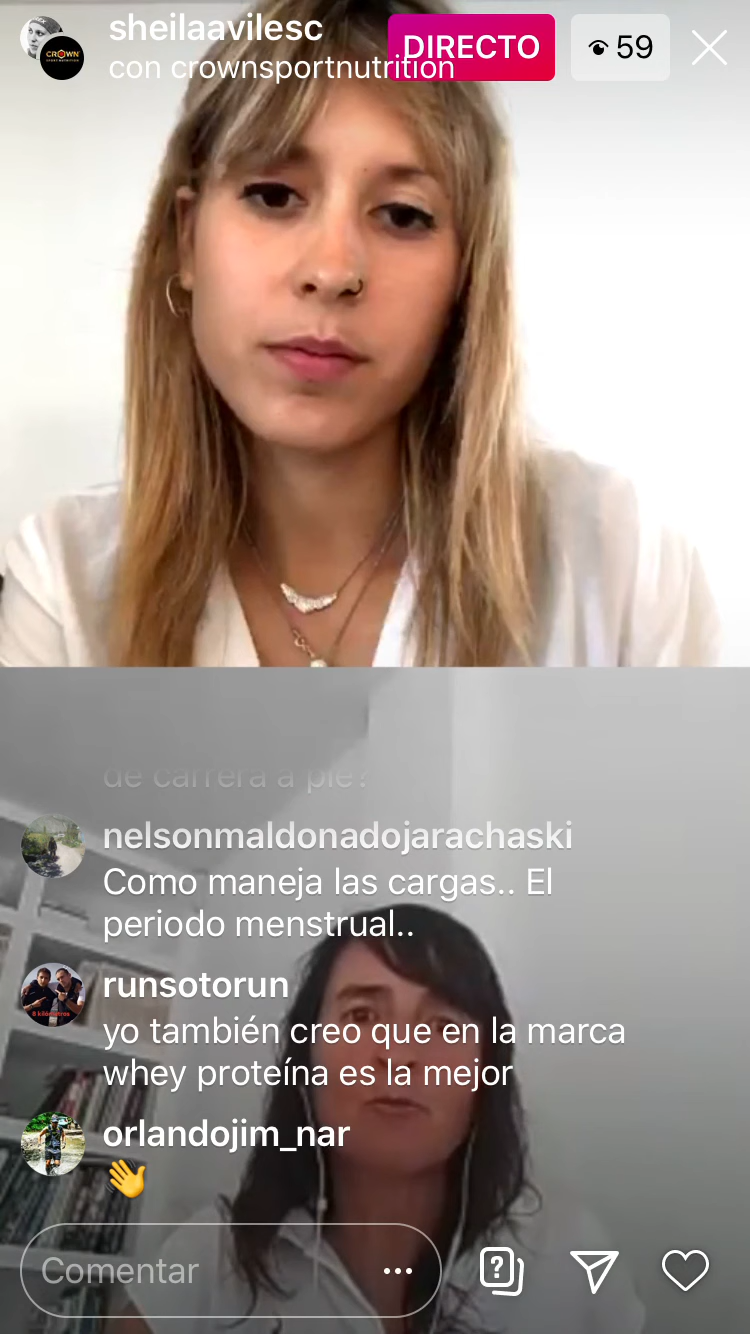 sheilaavilesc
con crownsportnutrition
DIRECTO
59
CROWN
de carrera a pie?
nelsonmaldonadojarachaski
Como maneja las cargas.. El
periodo menstrual..
runsotorun
yo también creo que en la marca
whey proteína es la mejor
orlandojim_nar
👋
Comentar